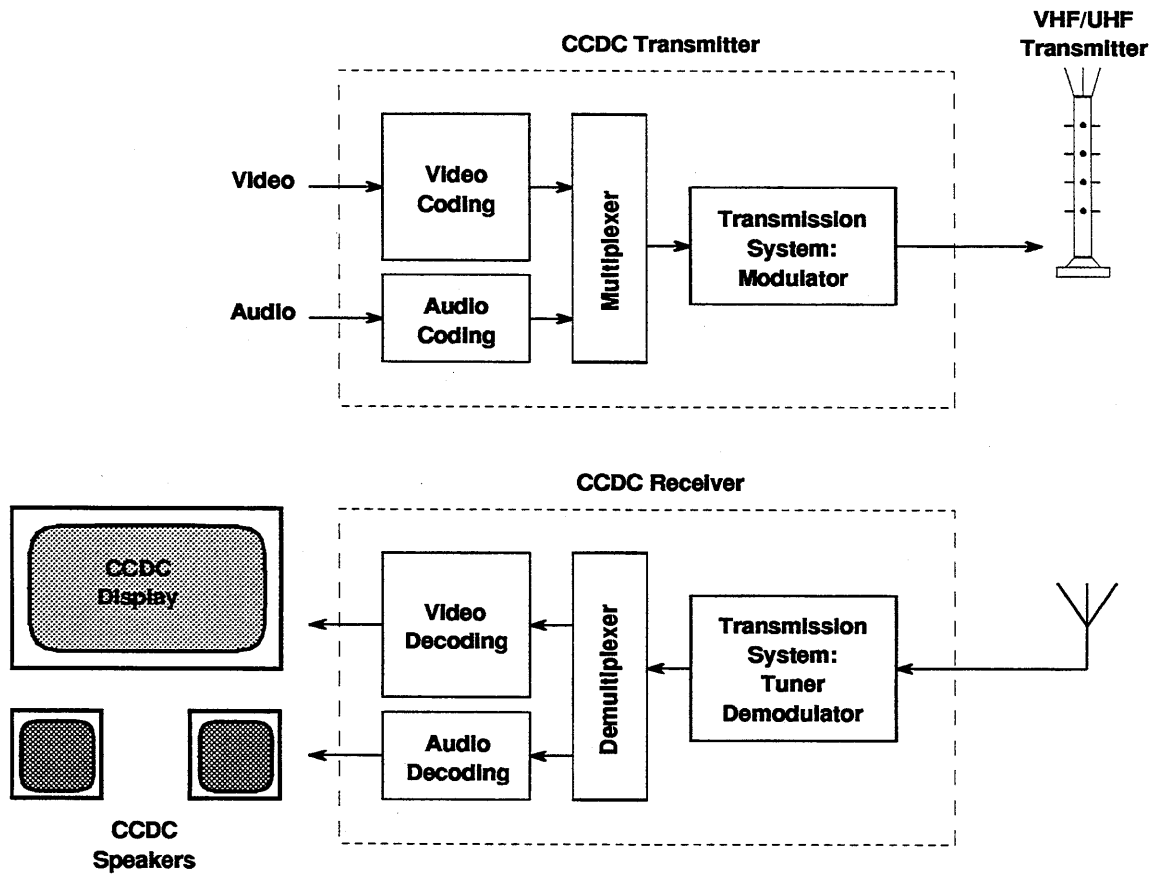 VHF/UHF
Transmitter
CCDC Transmitter
Video
Video
Coding
Audio
Audio
Coding
Multiplexer
Transmission
System:
Modulator
CCDC Receiver
CCDC
Display
Video
Decoding
Audio
Decoding
Demultiplexer
Transmission
System:
Tuner
Demodulator
CCDC
Speakers